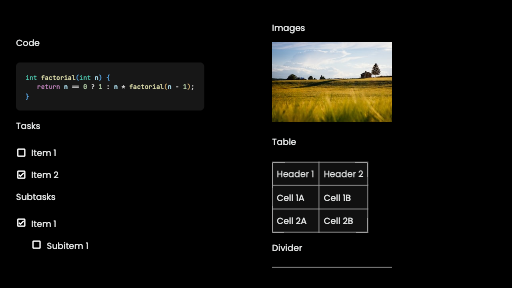 Code
int factorial(int n) {
return n == 0 ? 1 : n * factorial(n - 1);
}
Tasks
Item 1
Item 2
Subtasks
Item 1
Subitem 1
Images
Table
Header 1 Header 2
Cell 1A Cell 1B
Cell 2A Cell 2B
Divider